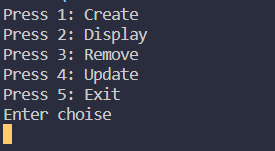 Press 1: Create
Press 2: Display
Press 3: Remove
Press 4: Update
Press 5: Exit
Enter choise